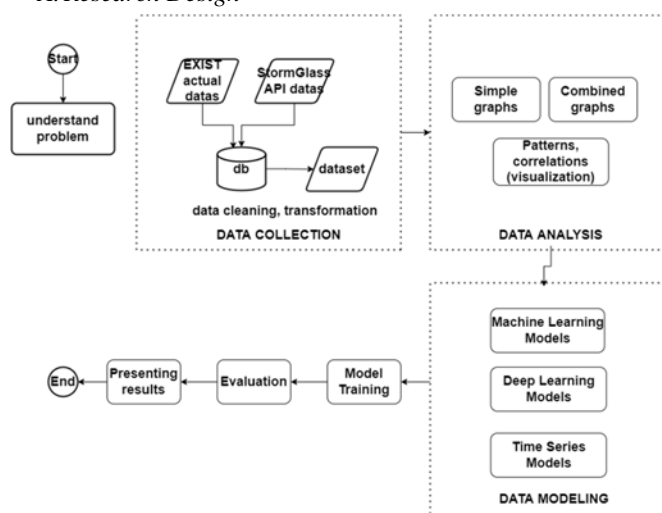 A. Research Design
Start
understand
problem
EXIST
actual
datas
StormGlass
API datas
db
dataset
data cleaning, transformation
DATA COLLECTION
Simple
graphs
Combined
graphs
Patterns,
correlations
(visualization)
DATA ANALYSIS
Machine Learning
Models
Deep Learning
Models
Time Series
Models
DATA MODELING
Model
Training
Evaluation
Presenting
results
End